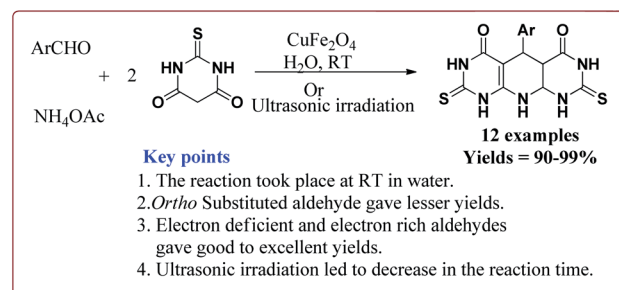 ArCHO
+ 2
NH4OAc
S
HN NH
O O
CuFe2O4
H2O, RT
Or
Ultrasonic irradiation
O Ar O
HN NH
S N H N H N H S
12 examples
Yields = 90-99%
Key points
1. The reaction took place at RT in water.
2.Ortho Substituted aldehyde gave lesser yields.
3. Electron deficient and electron rich aldehydes
gave good to excellent yields.
4. Ultrasonic irradiation led to decrease in the reaction time.